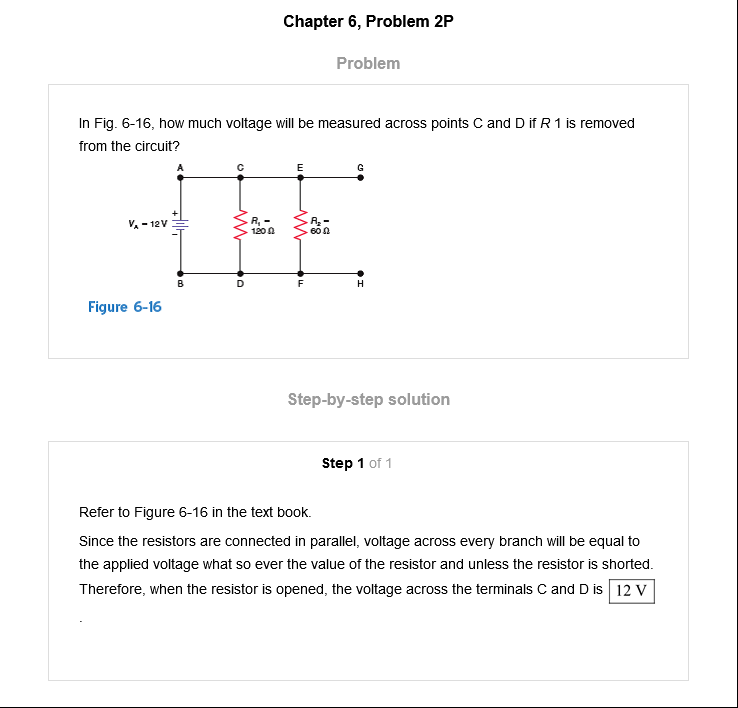 Chapter 6, Problem 2P
Problem
In Fig. 6-16, how much voltage will be measured across points C and D if R 1 is removed
from the circuit?
A C E G
+
V_A = 12 V
−
R₁ =
120 Ω
R₂ =
60 Ω
B D F H
Figure 6-16
Step-by-step solution
Step 1 of 1
Refer to Figure 6-16 in the text book.
Since the resistors are connected in parallel, voltage across every branch will be equal to
the applied voltage what so ever the value of the resistor and unless the resistor is shorted.
Therefore, when the resistor is opened, the voltage across the terminals C and D is 12 V
.